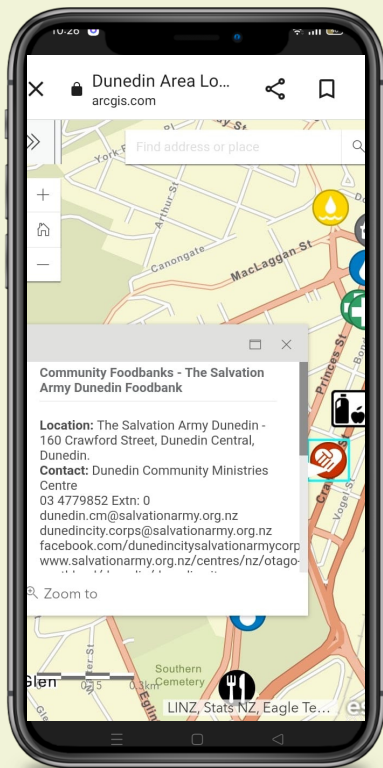 10:26
Dunedin Area Lo...
arcgis.com
Find address or place
York
Arthur St
Canongate
MacLaggan St
Princes St
Bond
Vogel St
Community Foodbanks - The Salvation
Army Dunedin Foodbank
Location: The Salvation Army Dunedin -
160 Crawford Street, Dunedin Central,
Dunedin.
Contact: Dunedin Community Ministries
Centre
03 4779852 Extn: 0
dunedin.cm@salvationarmy.org.nz
dunedincity.corps@salvationarmy.org.nz
facebook.com/dunedincitysalvationarmycorp
www.salvationarmy.org.nz/centres/nz/otago-
Zoom to
Southern
Cemetery
Glen
0.3km
Eglin
LINZ, Stats NZ, Eagle Te...
es